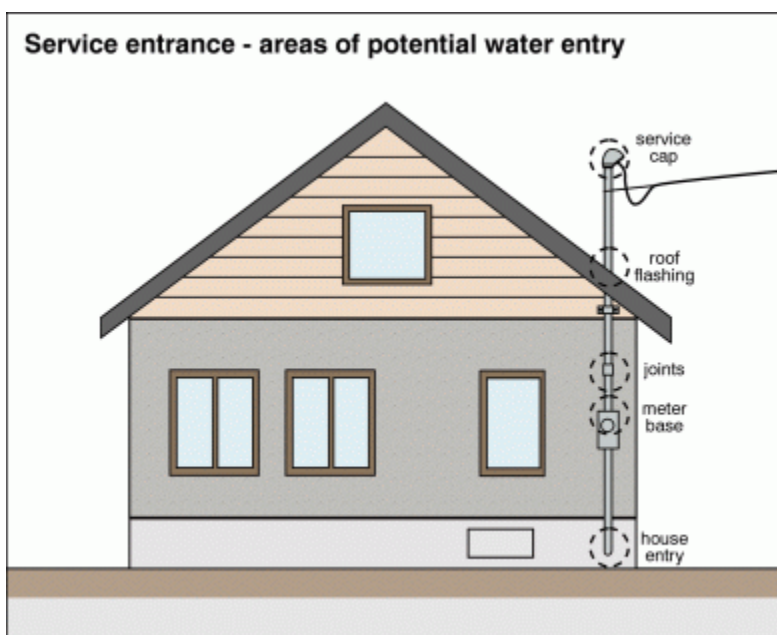 Service entrance - areas of potential water entry
service
cap
roof
flashing
joints
meter
base
house
entry